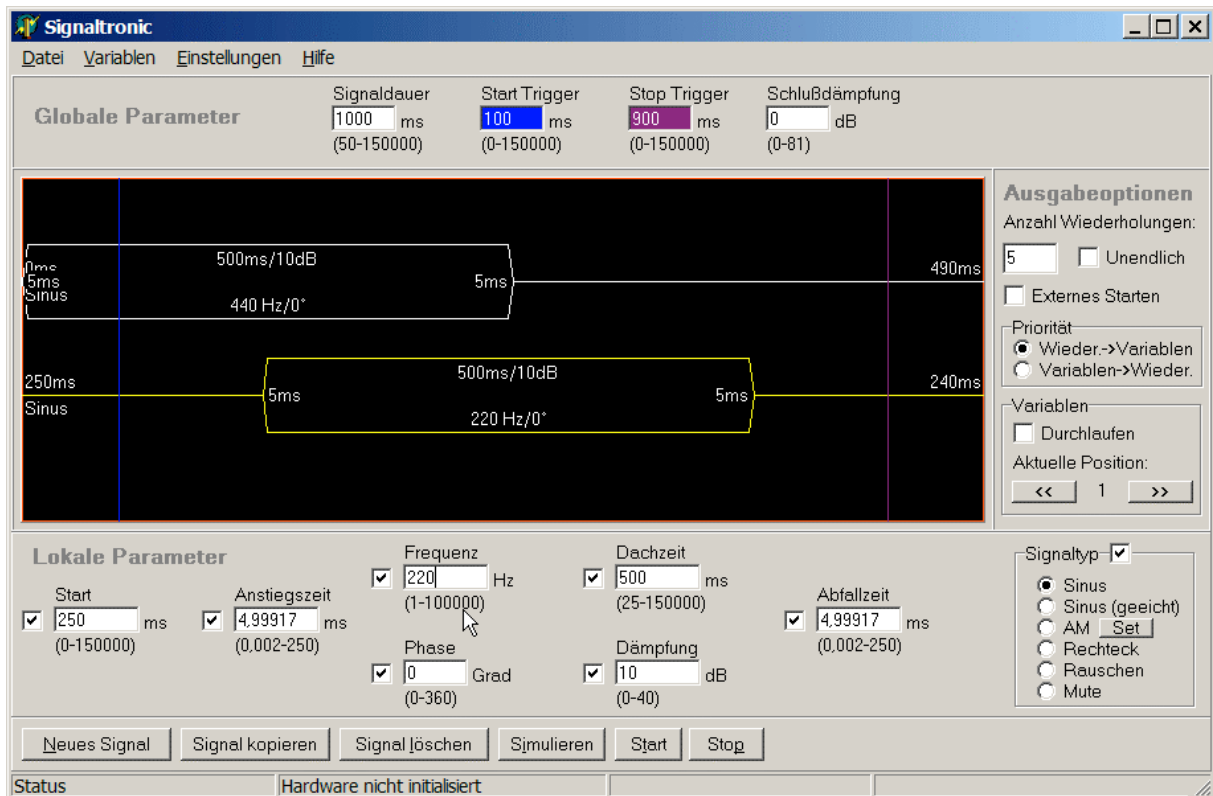 Signaltronic
Datei Variablen Einstellungen Hilfe
Globale Parameter
Signaldauer
1000 ms
(50-150000)
Start Trigger
100 ms
(0-150000)
Stop Trigger
900 ms
(0-150000)
Schlußdämpfung
0 dB
(0-81)
0ms
5ms
Sinus
500ms/10dB
440 Hz/0°
5ms
490ms
250ms
Sinus
5ms
500ms/10dB
220 Hz/0°
5ms
240ms
Ausgabeoptionen
Anzahl Wiederholungen:
5 Unendlich
Externes Starten
Priorität
Wieder.->Variablen
Variablen->Wieder.
Variablen
Durchlaufen
Aktuelle Position:
<< 1 >>
Lokale Parameter
Start
250 ms
(0-150000)
Anstiegszeit
4,99917 ms
(0,002-250)
Frequenz
220 Hz
(1-100000)
Phase
0 Grad
(0-360)
Dachzeit
500 ms
(25-150000)
Dämpfung
10 dB
(0-40)
Abfallzeit
4,99917 ms
(0,002-250)
Signaltyp
Sinus
Sinus (geeicht)
AM Set
Rechteck
Rauschen
Mute
Neues Signal Signal kopieren Signal löschen Simulieren Start Stop
Status Hardware nicht initialisiert